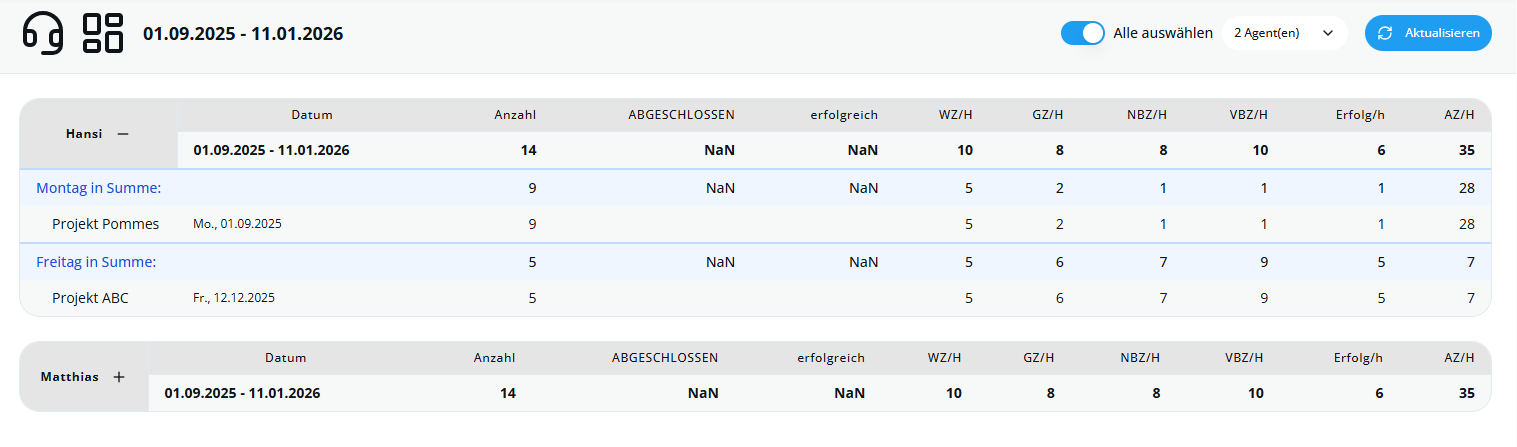 01.09.2025 - 11.01.2026 Alle auswählen 2 Agent(en) Aktualisieren
Datum Anzahl ABGESCHLOSSEN erfolgreich WZ/H GZ/H NBZ/H VBZ/H Erfolg/h AZ/H
Hansi —
01.09.2025 - 11.01.2026 14 NaN NaN 10 8 8 10 6 35
Montag in Summe: 9 NaN NaN 5 2 1 1 1 28
Projekt Pommes Mo., 01.09.2025 9 5 2 1 1 1 28
Freitag in Summe: 5 NaN NaN 5 6 7 9 5 7
Projekt ABC Fr., 12.12.2025 5 5 6 7 9 5 7
Datum Anzahl ABGESCHLOSSEN erfolgreich WZ/H GZ/H NBZ/H VBZ/H Erfolg/h AZ/H
Matthias +
01.09.2025 - 11.01.2026 14 NaN NaN 10 8 8 10 6 35